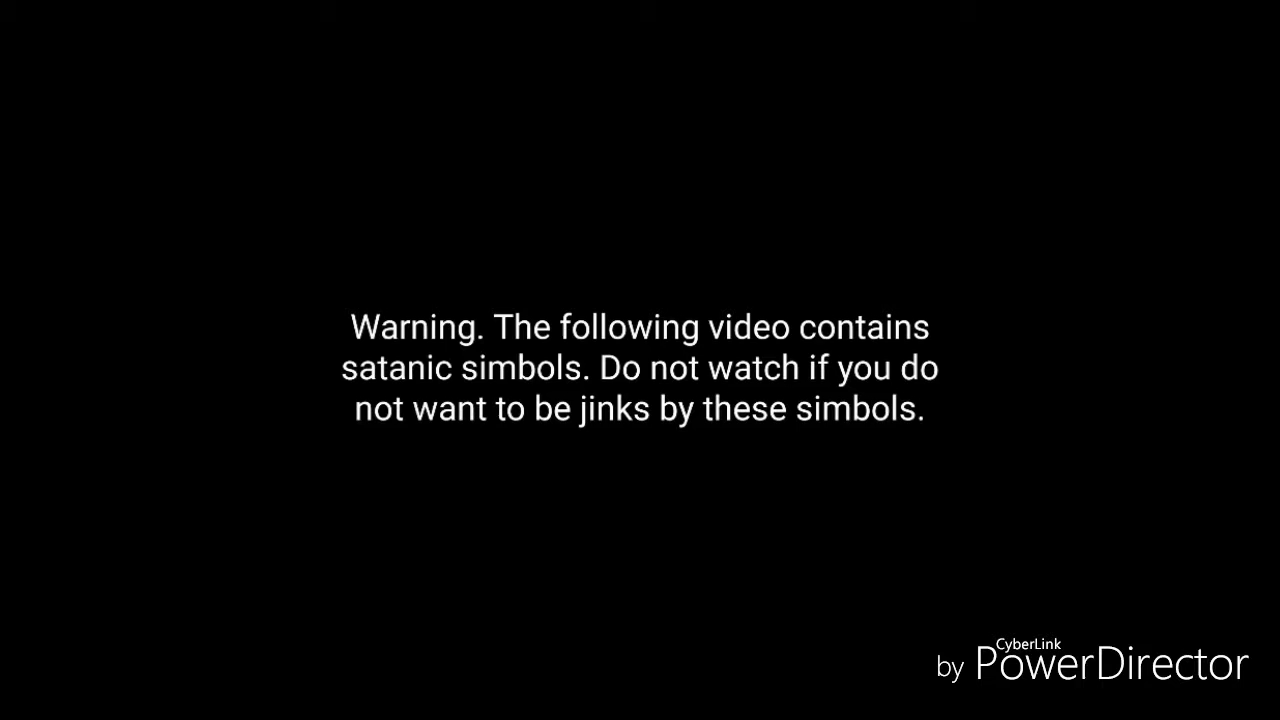 Warning. The following video contains
satanic simbols. Do not watch if you do
not want to be jinks by these simbols.
CyberLink
by PowerDirector